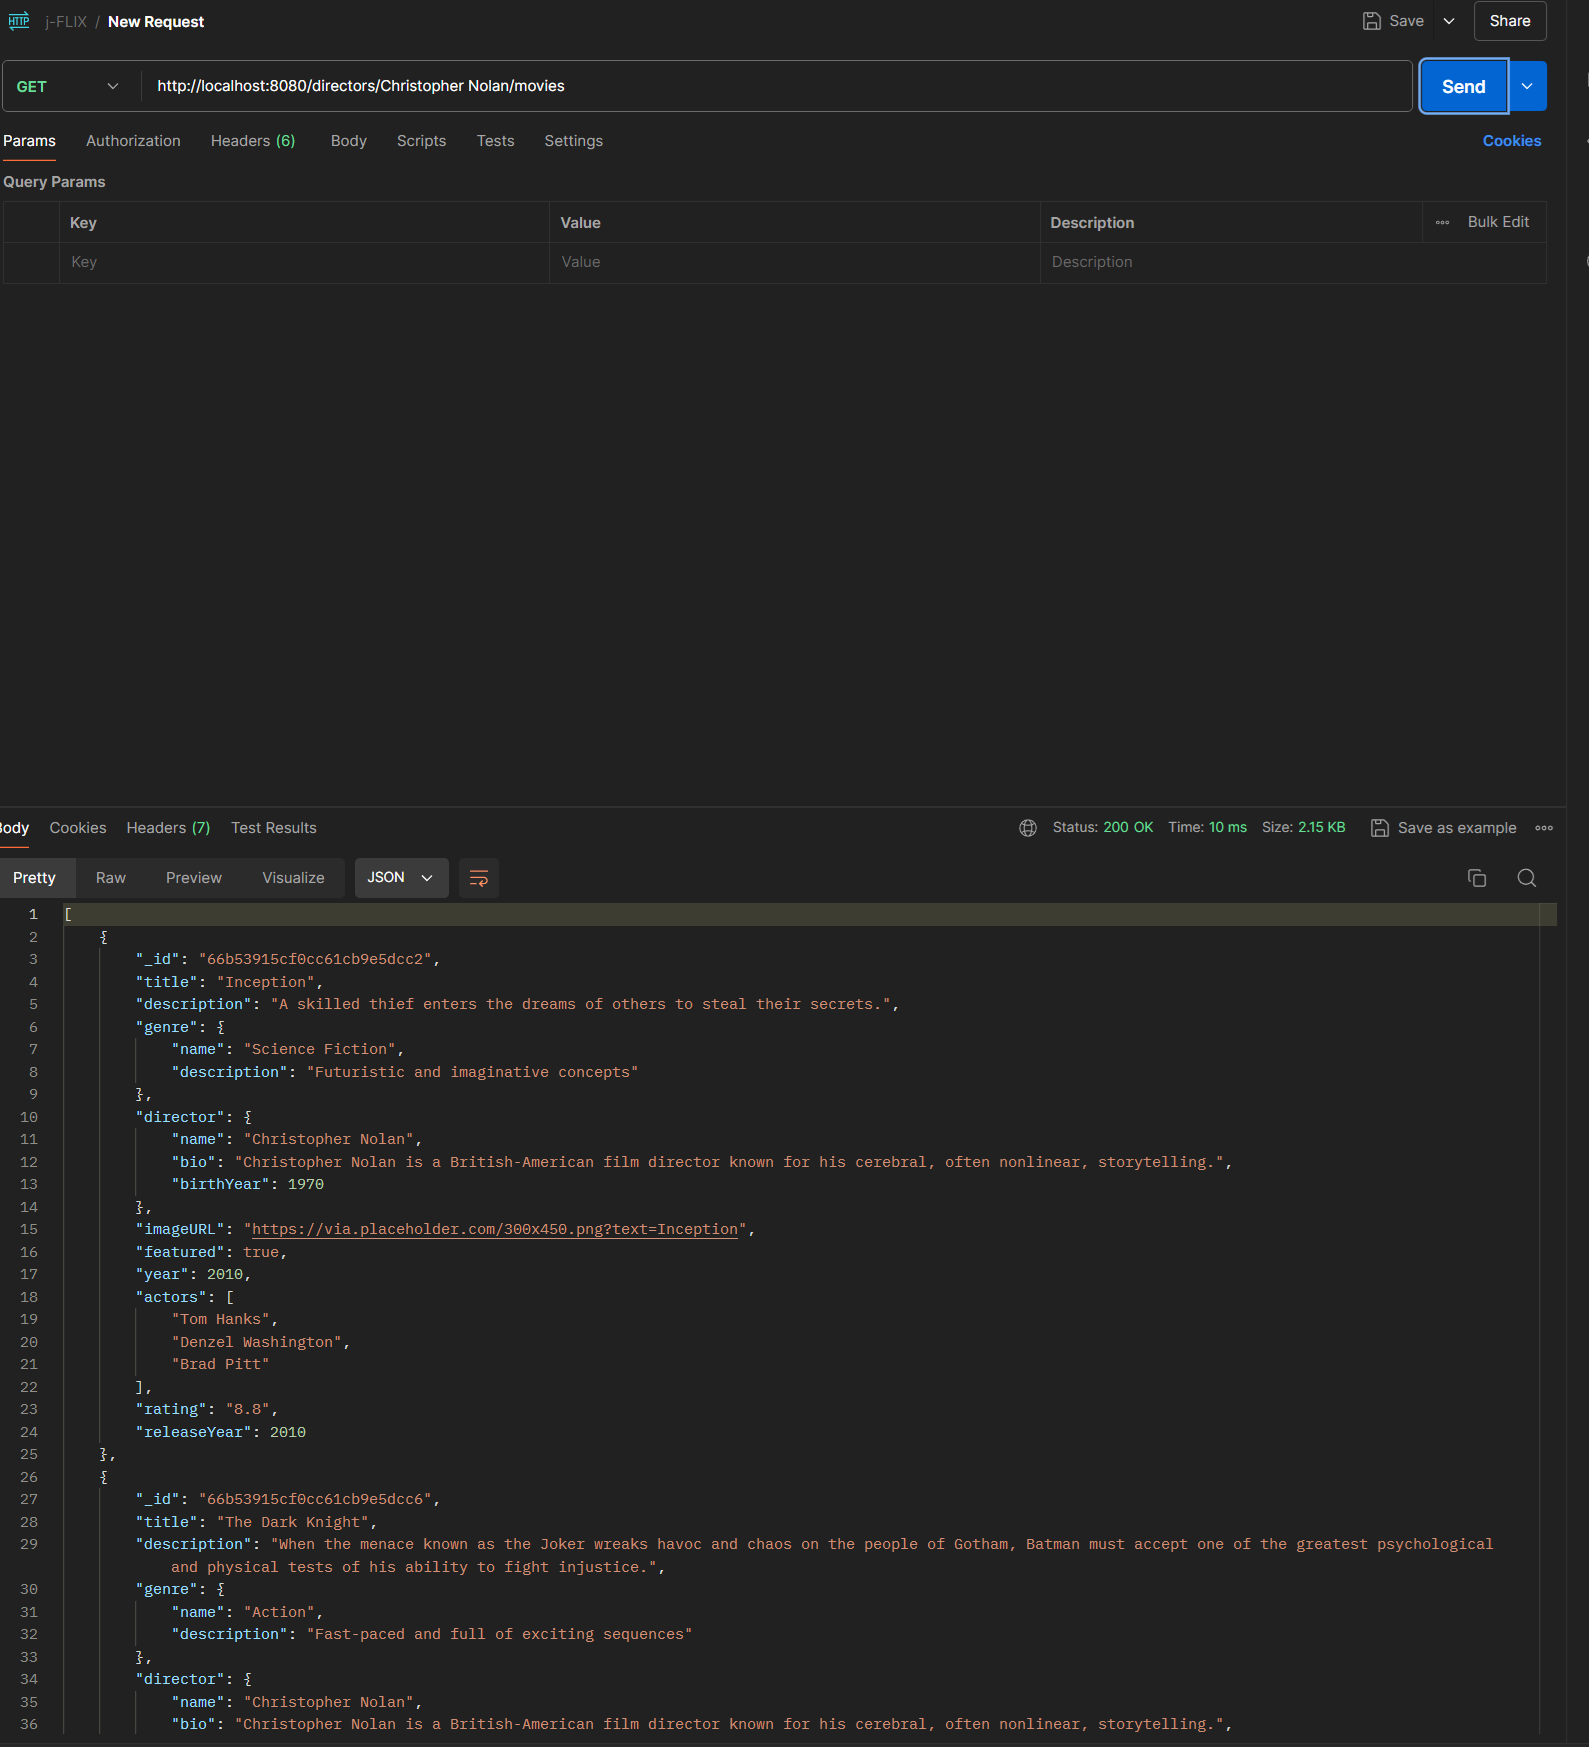 HTTP j-FLIX / New Request Save Share
GET http://localhost:8080/directors/Christopher Nolan/movies Send
Params Authorization Headers (6) Body Scripts Tests Settings Cookies
Query Params
Key Value Description Bulk Edit
Key Value Description
Body Cookies Headers (7) Test Results Status: 200 OK Time: 10 ms Size: 2.15 KB Save as example
Pretty Raw Preview Visualize JSON
1 [
2 {
3 "_id": "66b53915cf0cc61cb9e5dcc2",
4 "title": "Inception",
5 "description": "A skilled thief enters the dreams of others to steal their secrets.",
6 "genre": {
7 "name": "Science Fiction",
8 "description": "Futuristic and imaginative concepts"
9 },
10 "director": {
11 "name": "Christopher Nolan",
12 "bio": "Christopher Nolan is a British-American film director known for his cerebral, often nonlinear, storytelling.",
13 "birthYear": 1970
14 },
15 "imageURL": "https://via.placeholder.com/300x450.png?text=Inception",
16 "featured": true,
17 "year": 2010,
18 "actors": [
19 "Tom Hanks",
20 "Denzel Washington",
21 "Brad Pitt"
22 ],
23 "rating": "8.8",
24 "releaseYear": 2010
25 },
26 {
27 "_id": "66b53915cf0cc61cb9e5dcc6",
28 "title": "The Dark Knight",
29 "description": "When the menace known as the Joker wreaks havoc and chaos on the people of Gotham, Batman must accept one of the greatest psychological
and physical tests of his ability to fight injustice.",
30 "genre": {
31 "name": "Action",
32 "description": "Fast-paced and full of exciting sequences"
33 },
34 "director": {
35 "name": "Christopher Nolan",
36 "bio": "Christopher Nolan is a British-American film director known for his cerebral, often nonlinear, storytelling.",